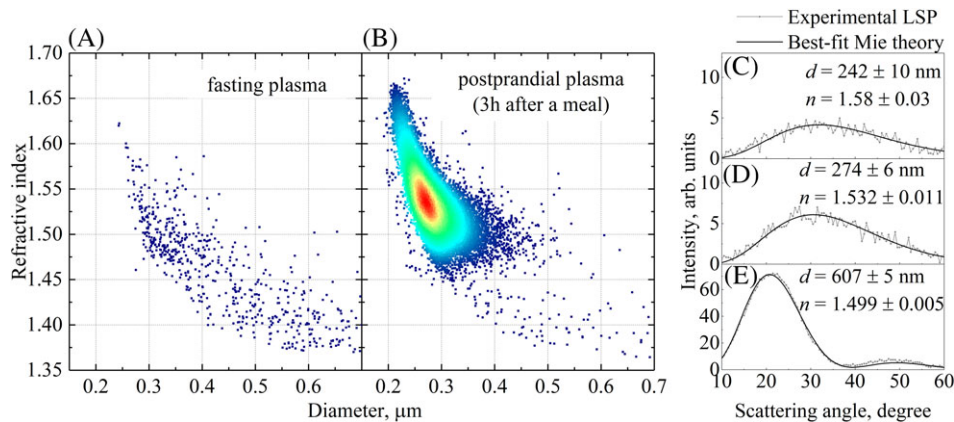 (A)
fasting plasma
(B)
postprandial plasma
(3h after a meal)
Refractive index
1.70
1.65
1.60
1.55
1.50
1.45
1.40
1.35
0.2
0.3
0.4
0.5
0.6
0.2
0.3
0.4
0.5
0.6
0.7
Diameter, μm
Experimental LSP
Best-fit Mie theory
(C)
d = 242 ± 10 nm
n = 1.58 ± 0.03
10
5
0
(D)
d = 274 ± 6 nm
n = 1.532 ± 0.011
10
5
0
(E)
d = 607 ± 5 nm
n = 1.499 ± 0.005
60
40
20
0
Intensity, arb. units
10
20
30
40
50
60
Scattering angle, degree